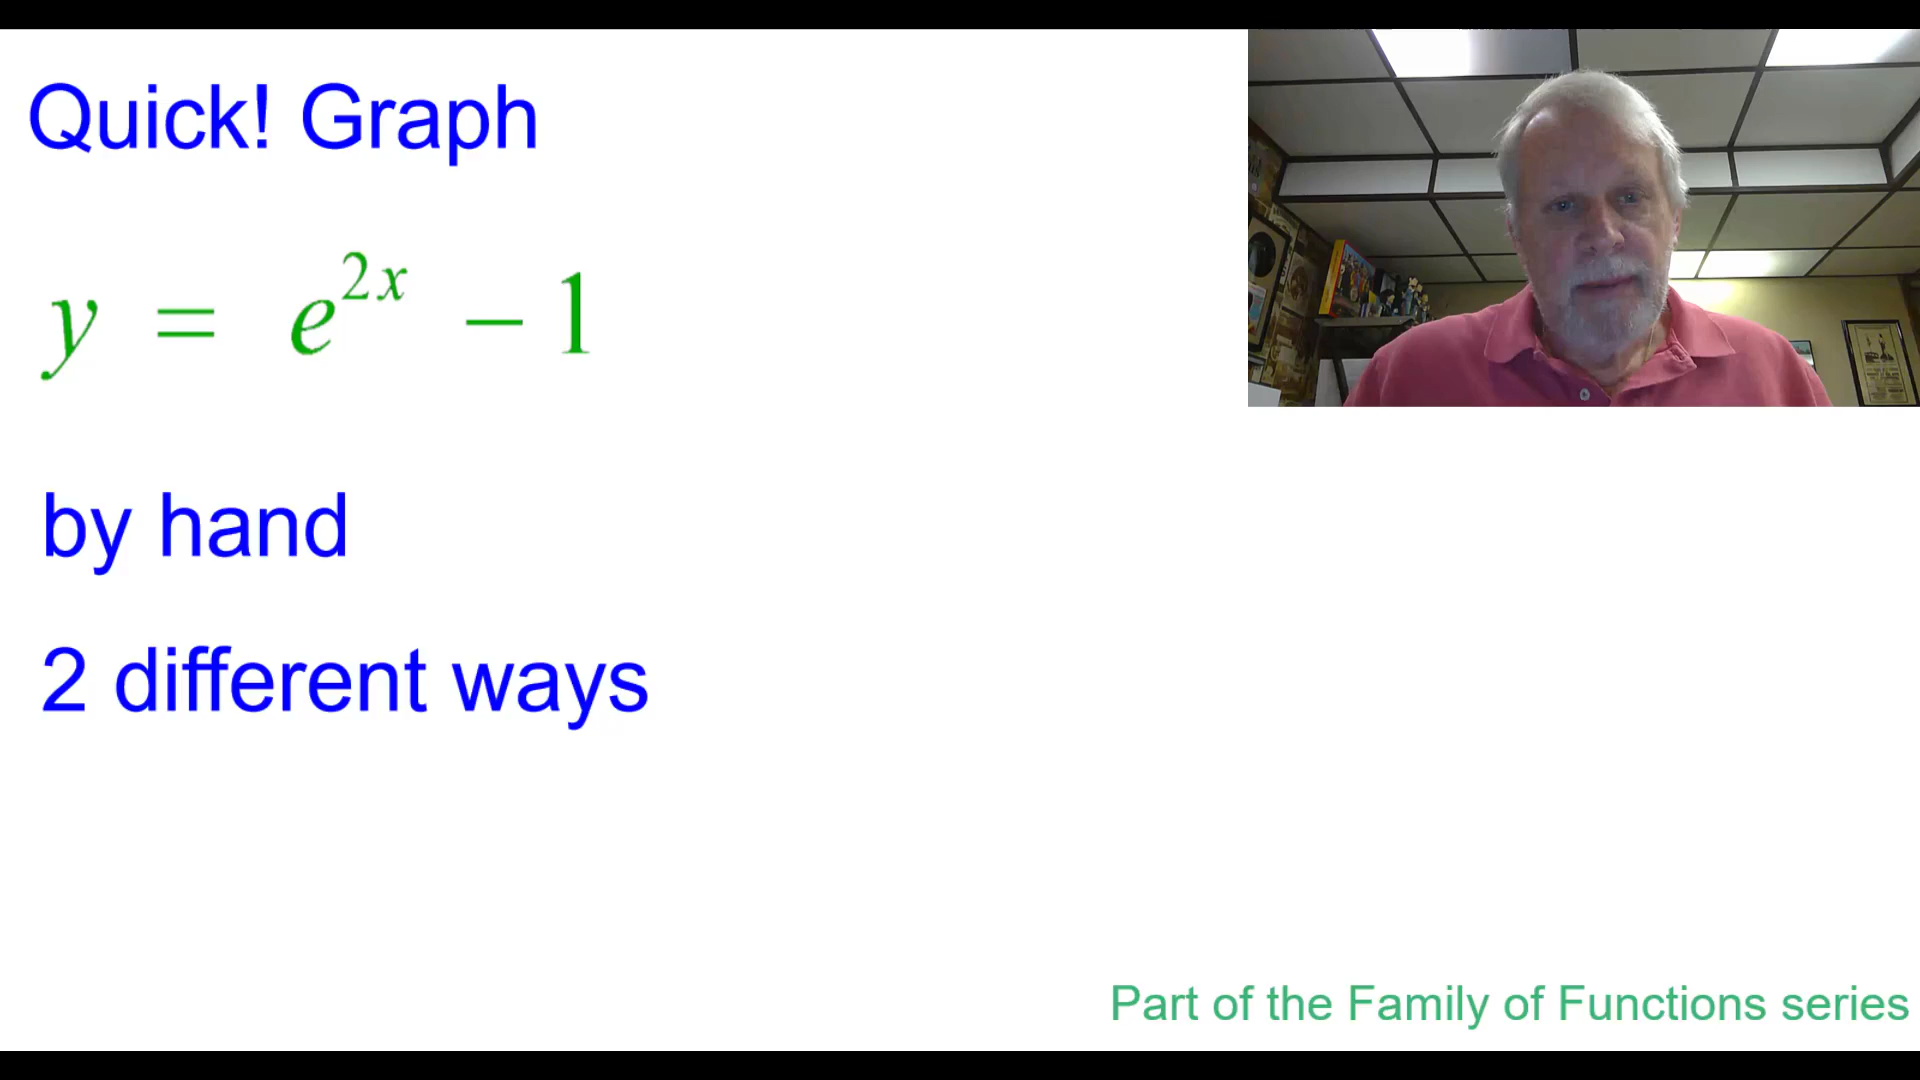 Quick! Graph
y = e^{2x} − 1
by hand
2 different ways
Part of the Family of Functions series